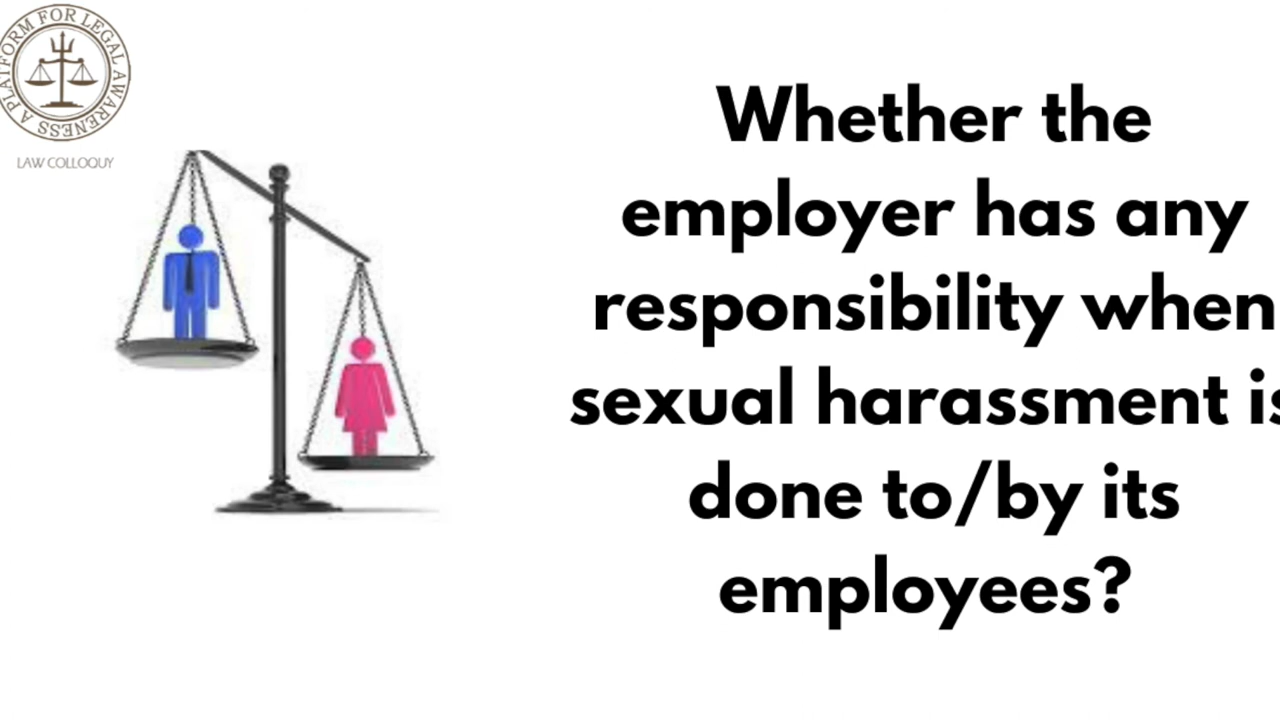 A PLATFORM FOR LEGAL AWARENESS
LAW COLLOQUY
Whether the
employer has any
responsibility when
sexual harassment is
done to/by its
employees?